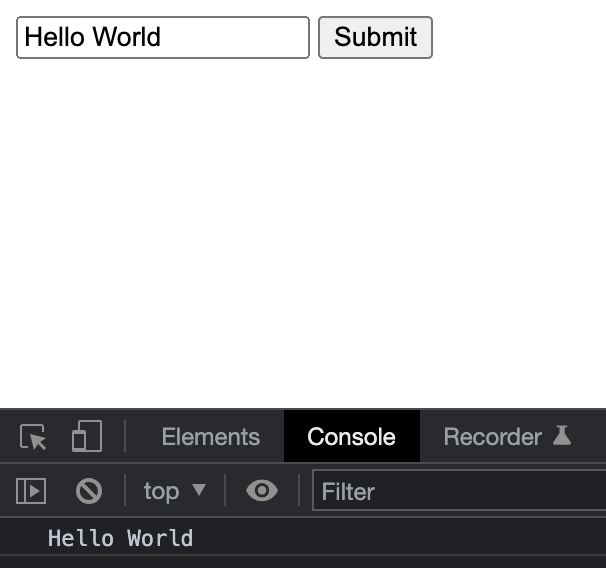 Hello World Submit
Elements Console Recorder
top Filter
Hello World